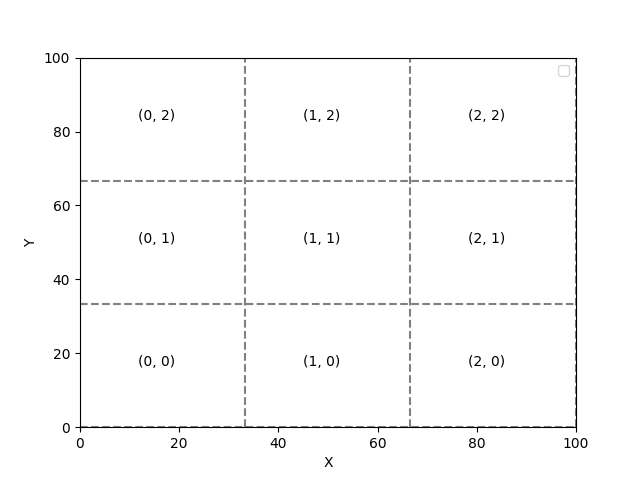 100
(0, 2) (1, 2) (2, 2)
80
60
(0, 1) (1, 1) (2, 1)
Y
40
20
(0, 0) (1, 0) (2, 0)
0
0 20 40 60 80 100
X